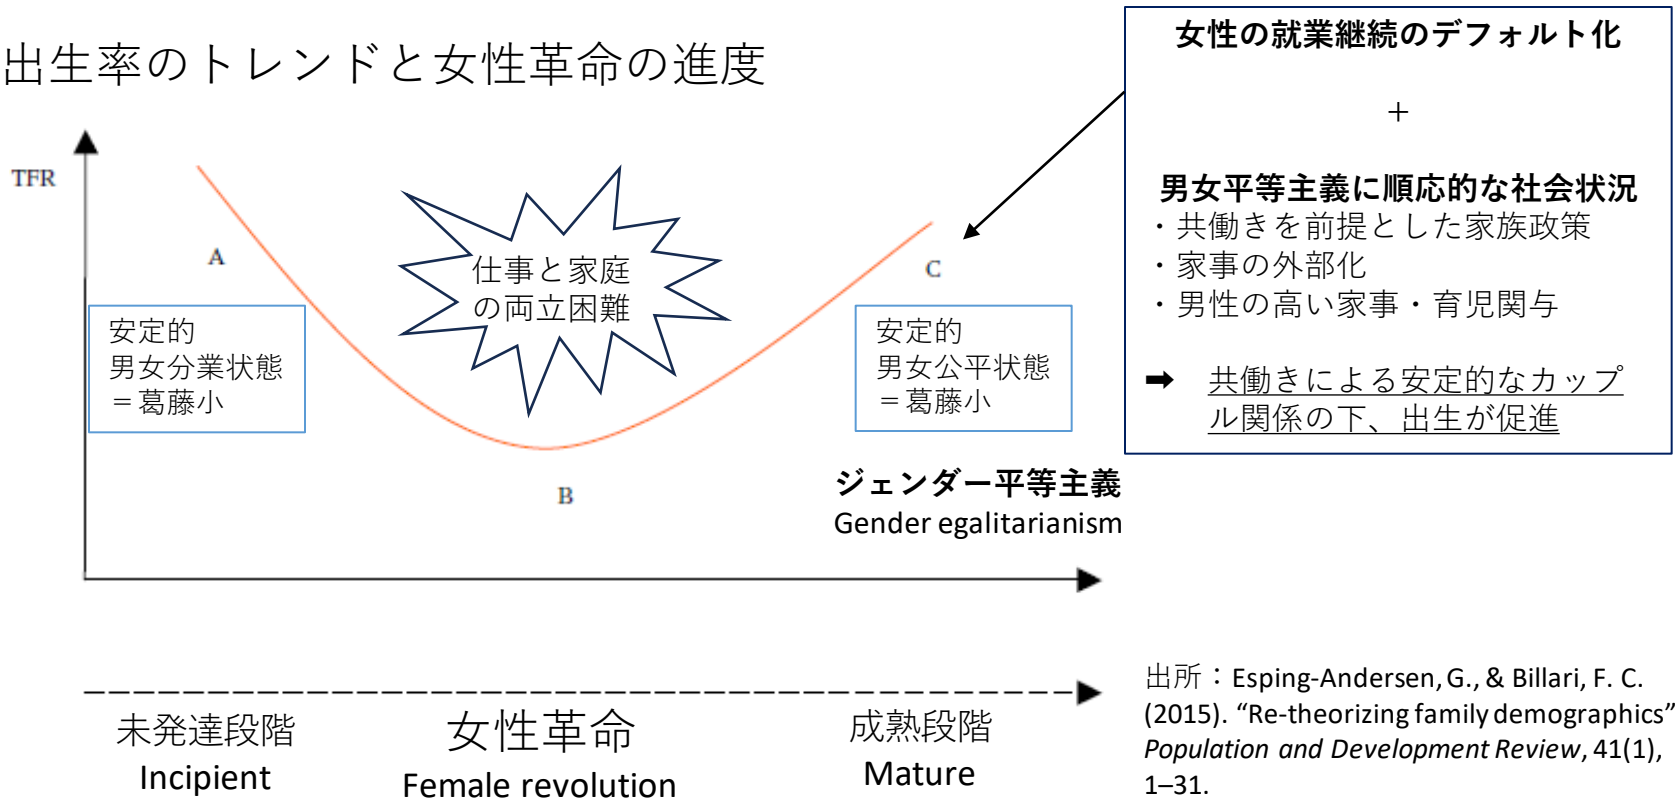 出生率のトレンドと女性革命の進度
女性の就業継続のデフォルト化
+
男女平等主義に順応的な社会状況
・共働きを前提とした家族政策
・家事の外部化
・男性の高い家事・育児関与
➡ 共働きによる安定的なカップ
ル関係の下、出生が促進
TFR
A
安定的
男女分業状態
＝葛藤小
仕事と家庭
の両立困難
B
C
安定的
男女公平状態
＝葛藤小
ジェンダー平等主義
Gender egalitarianism
未発達段階
Incipient
女性革命
Female revolution
成熟段階
Mature
出所：Esping-Andersen, G., & Billari, F. C.
(2015). “Re-theorizing family demographics”
Population and Development Review, 41(1),
1–31.